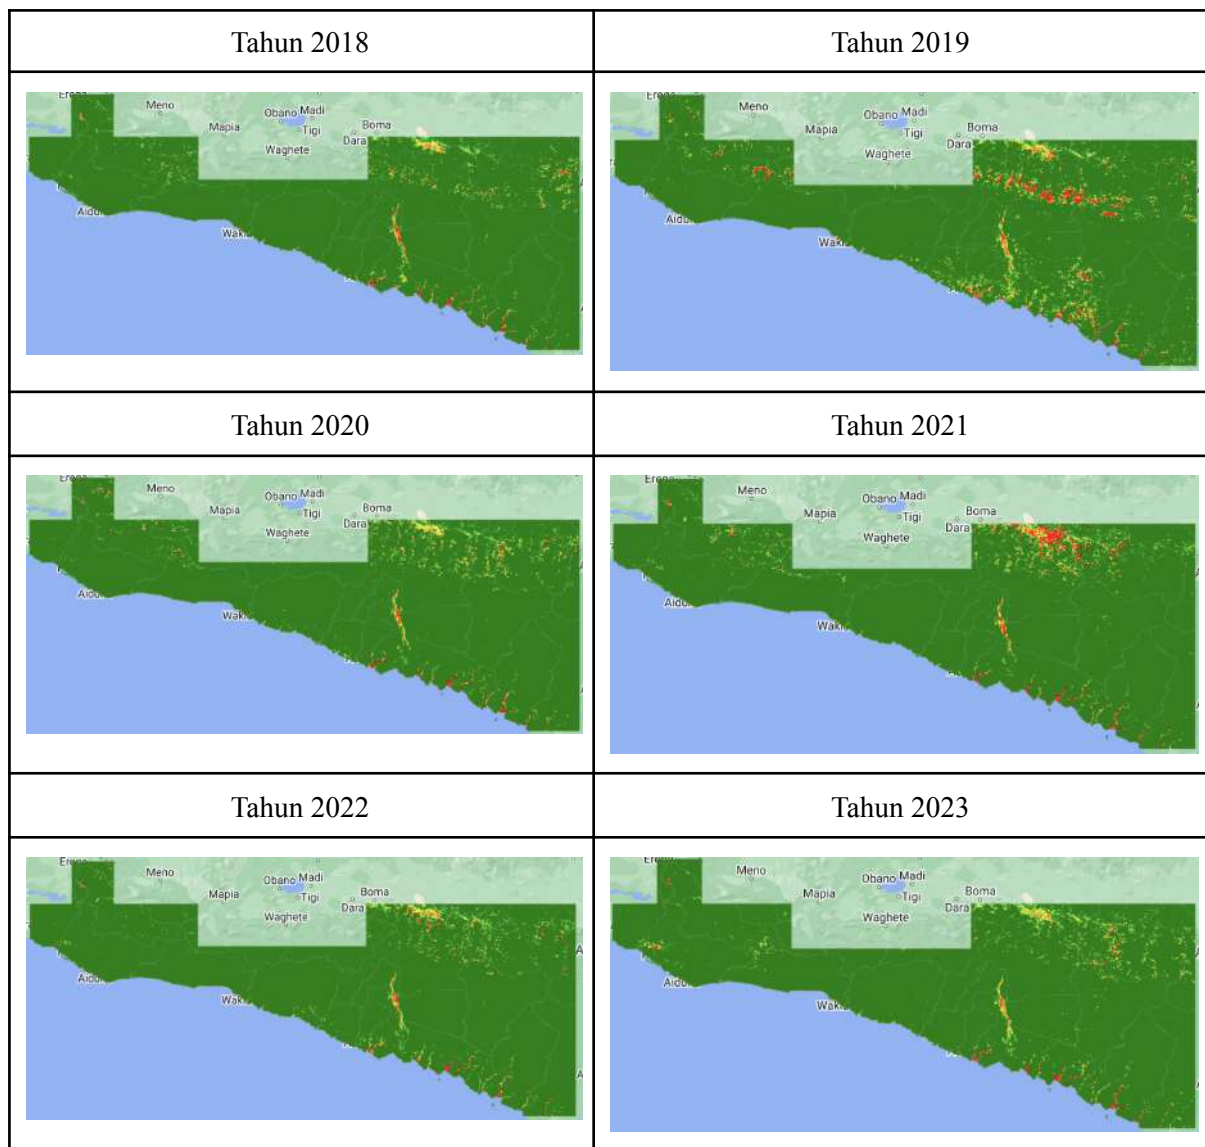 Tahun 2018
Tahun 2019
Meno
Obano
Madi
Mapia
Tigi
Boma
Dara
Waghete
Meno
Obano
Madi
Mapia
Tigi
Boma
Dara
Waghete
Tahun 2020
Tahun 2021
Meno
Obano
Madi
Mapia
Tigi
Boma
Dara
Waghete
Meno
Obano
Madi
Mapia
Tigi
Boma
Dara
Waghete
Tahun 2022
Tahun 2023
Meno
Obano
Madi
Mapia
Tigi
Boma
Dara
Waghete
Meno
Obano
Madi
Mapia
Tigi
Boma
Dara
Waghete